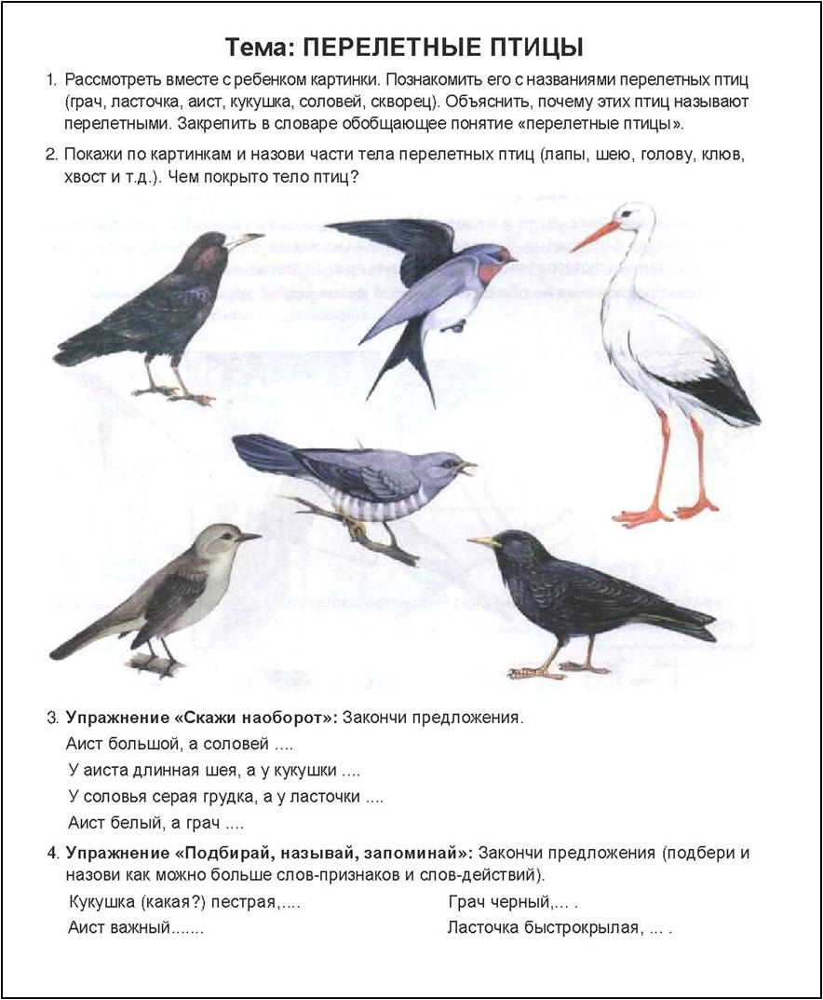 Тема: ПЕРЕЛЕТНЫЕ ПТИЦЫ
1. Рассмотреть вместе с ребенком картинки. Познакомить его с названиями перелетных птиц
(грач, ласточка, аист, кукушка, соловей, скворец). Объяснить, почему этих птиц называют
перелетными. Закрепить в словаре обобщающее понятие «перелетные птицы».
2. Покажи по картинкам и назови части тела перелетных птиц (лапы, шею, голову, клюв,
хвост и т.д.). Чем покрыто тело птиц?
3. Упражнение «Скажи наоборот»: Закончи предложения.
Аист большой, а соловей ....
У аиста длинная шея, а у кукушки ....
У соловья серая грудка, а у ласточки ....
Аист белый, а грач ....
4. Упражнение «Подбирай, называй, запоминай»: Закончи предложения (подбери и
назови как можно больше слов-признаков и слов-действий).
Кукушка (какая?) пестрая,.... Грач черный,... .
Аист важный....... Ласточка быстрокрылая, ... .